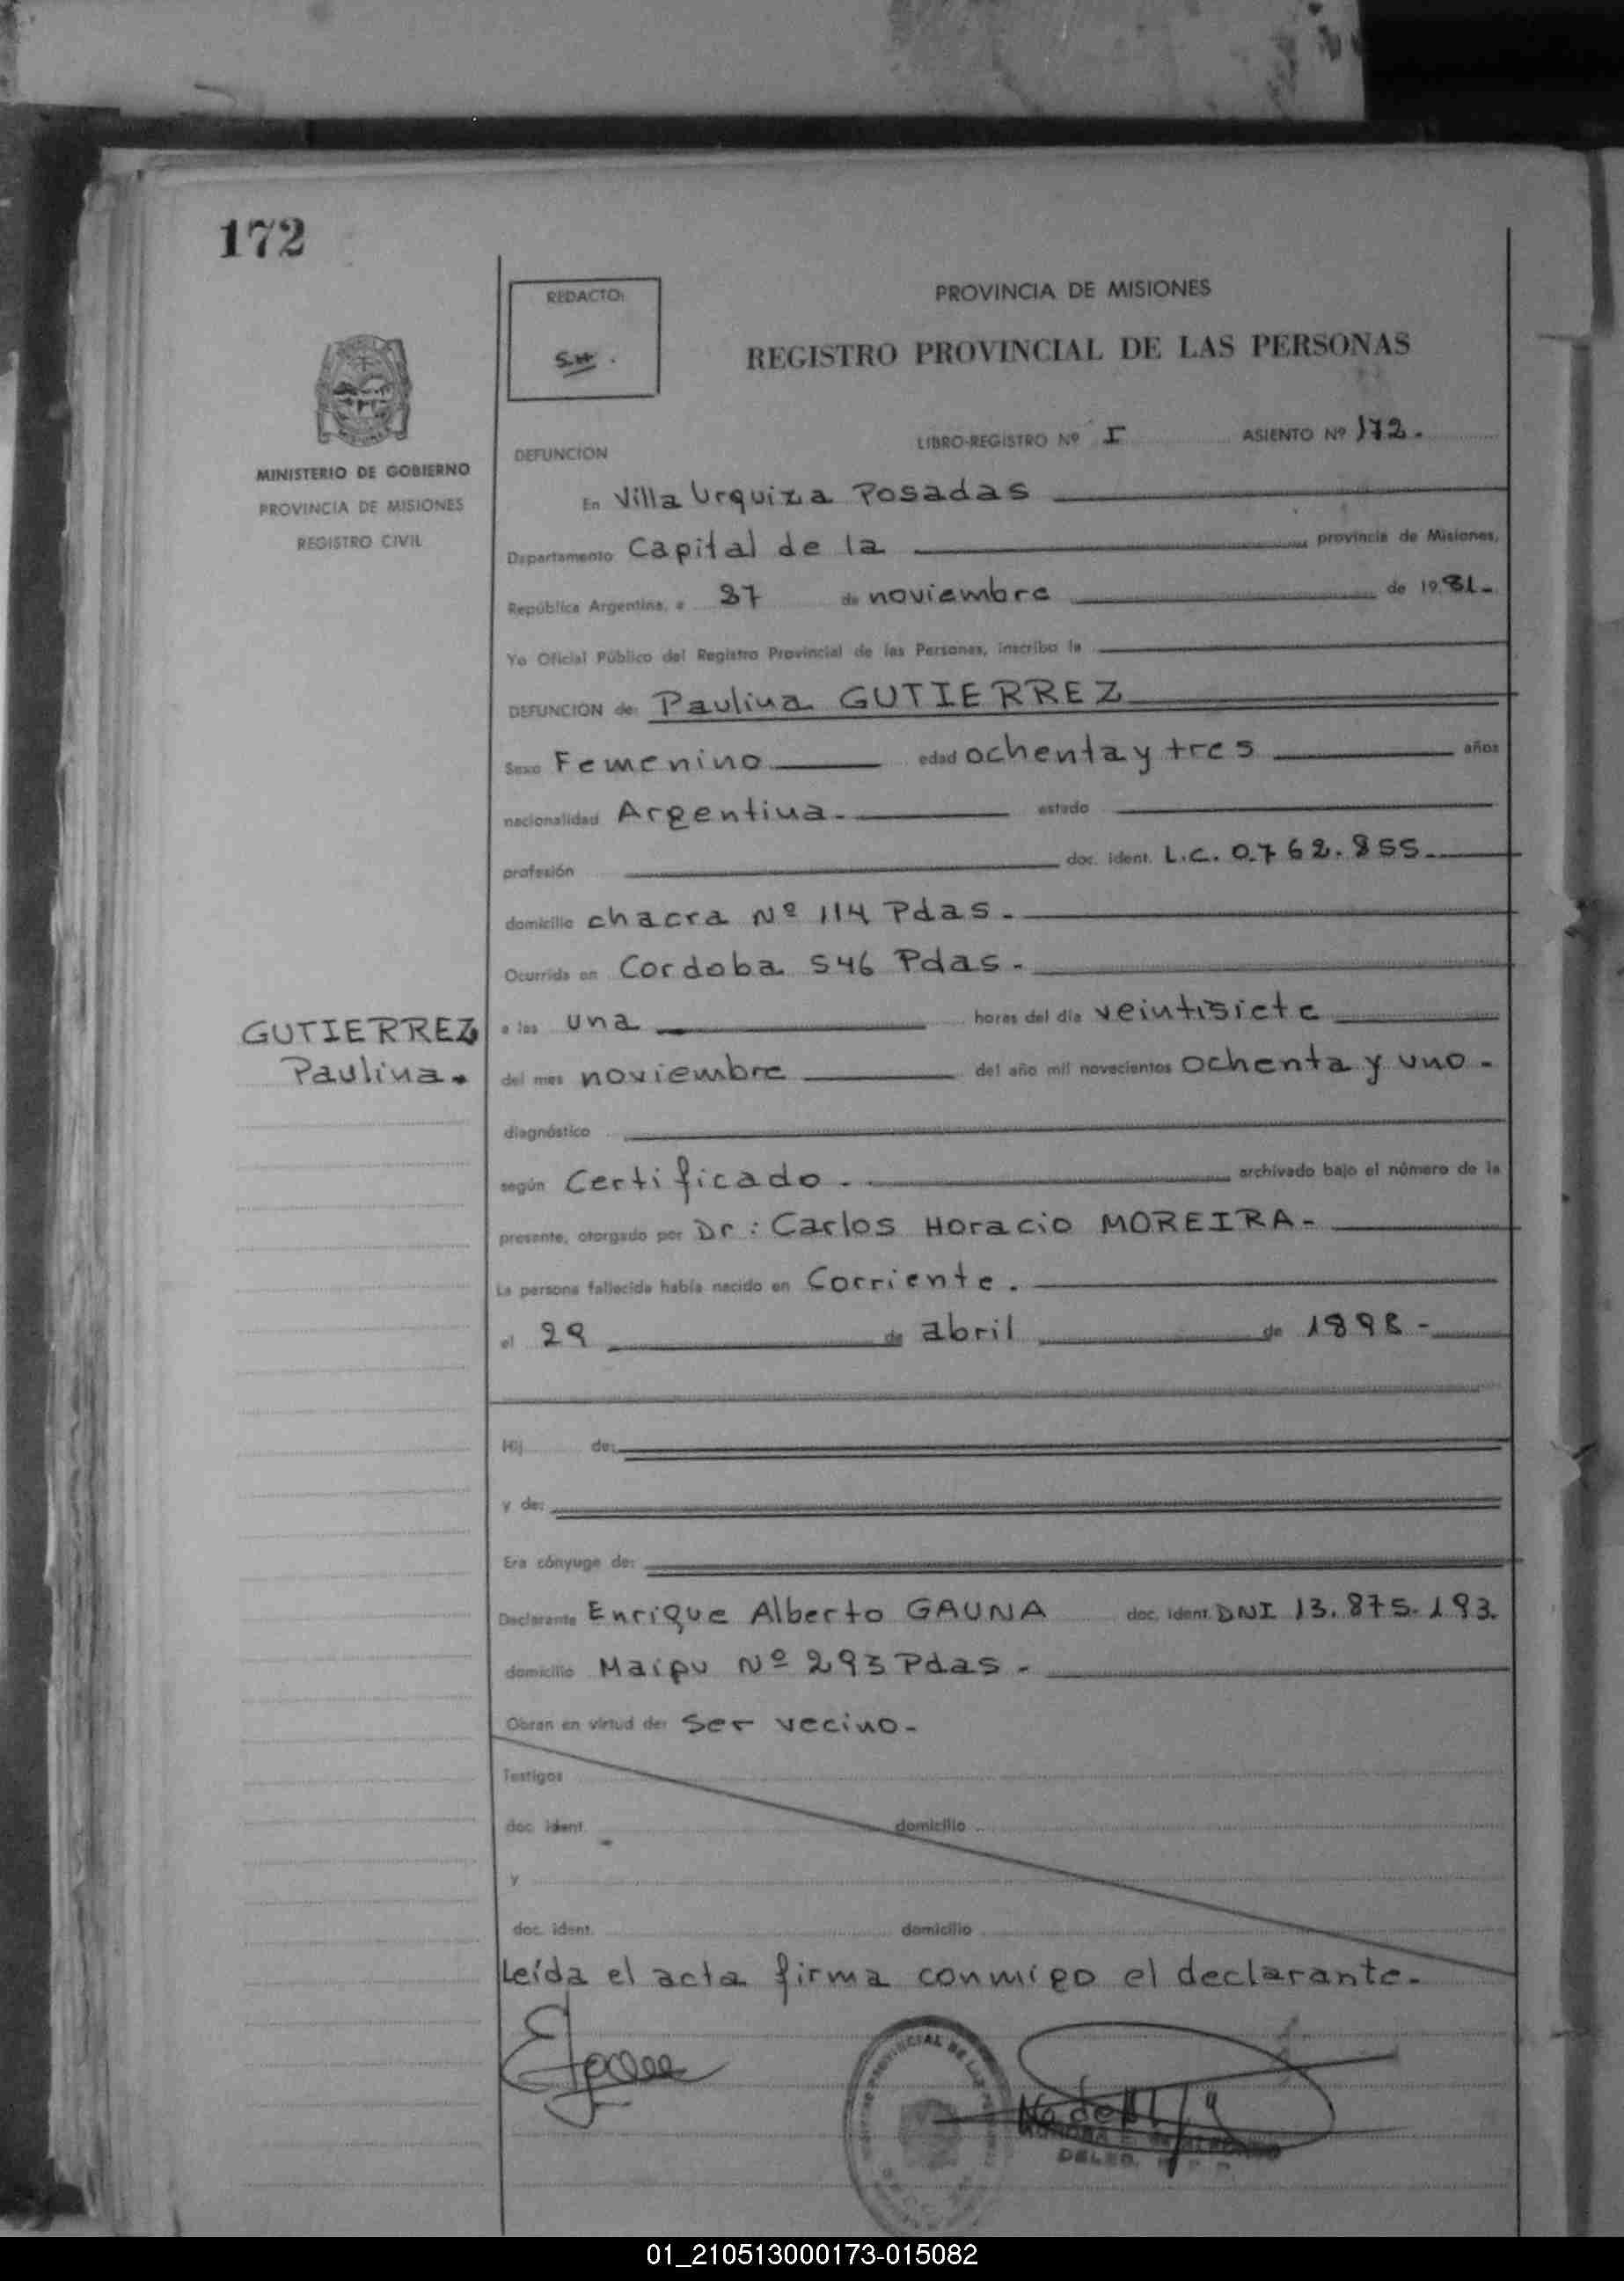 172
REDACTO:
S.H.
PROVINCIA DE MISIONES
REGISTRO PROVINCIAL DE LAS PERSONAS
MINISTERIO DE GOBIERNO
PROVINCIA DE MISIONES
REGISTRO CIVIL
LIBRO-REGISTRO Nº I ASIENTO Nº 172.
DEFUNCION
En Villa Urquiza Posadas
Departamento Capital de la provincia de Misiones,
República Argentina, a 27 de noviembre de 1981-
Yo Oficial Público del Registro Provincial de las Personas, inscribo la
DEFUNCION de: Paulina GUTIERREZ
Sexo Femenino edad ochenta y tres años
nacionalidad Argentina. estado
profesión doc. ident. L.C. 0.762.855
domicilio chacra Nº 114 Pdas.
Ocurrida en Cordoba 546 Pdas.
GUTIERREZ
Paulina.
a las una horas del día veintisiete
del mes noviembre del año mil novecientos ochenta y uno-
diagnóstico
según Certificado. archivado bajo el número de la
presente, otorgado por Dr: Carlos Horacio MOREIRA-
La persona fallecida había nacido en Corriente.
el 29 de abril de 1898-
Hij de:
y de:
Era cónyuge de:
Declarante Enrique Alberto GAUNA doc. ident. DNI 13.875.193.
domicilio Maipu Nº 293 Pdas-
Obran en virtud de: Ser vecino-
Testigos
doc. ident. domicilio
y
doc. ident. domicilio
Leída el acta firma conmigo el declarante.
DELEG.
01_210513000173-015082